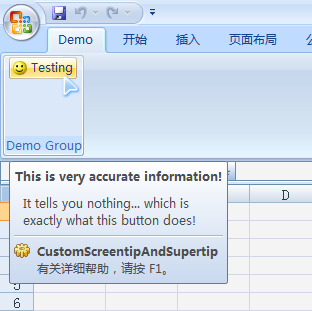 Demo 开始 插入 页面布局
Testing
Demo Group
This is very accurate information!
It tells you nothing... which is
exactly what this button does!
CustomScreentipAndSupertip
有关详细帮助，请按 F1。
D
5
6